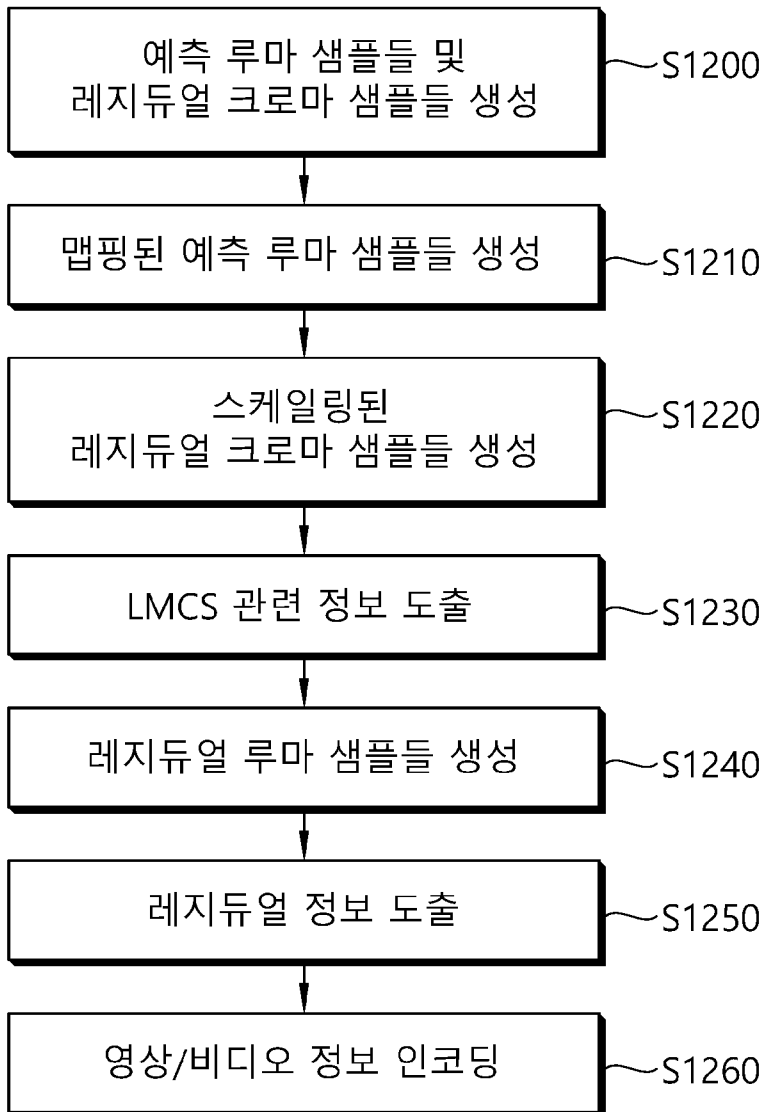 예측 루마 샘플들 및
레지듀얼 크로마 샘플들 생성
S1200
맵핑된 예측 루마 샘플들 생성
S1210
스케일링된
레지듀얼 크로마 샘플들 생성
S1220
LMCS 관련 정보 도출
S1230
레지듀얼 루마 샘플들 생성
S1240
레지듀얼 정보 도출
S1250
영상/비디오 정보 인코딩
S1260